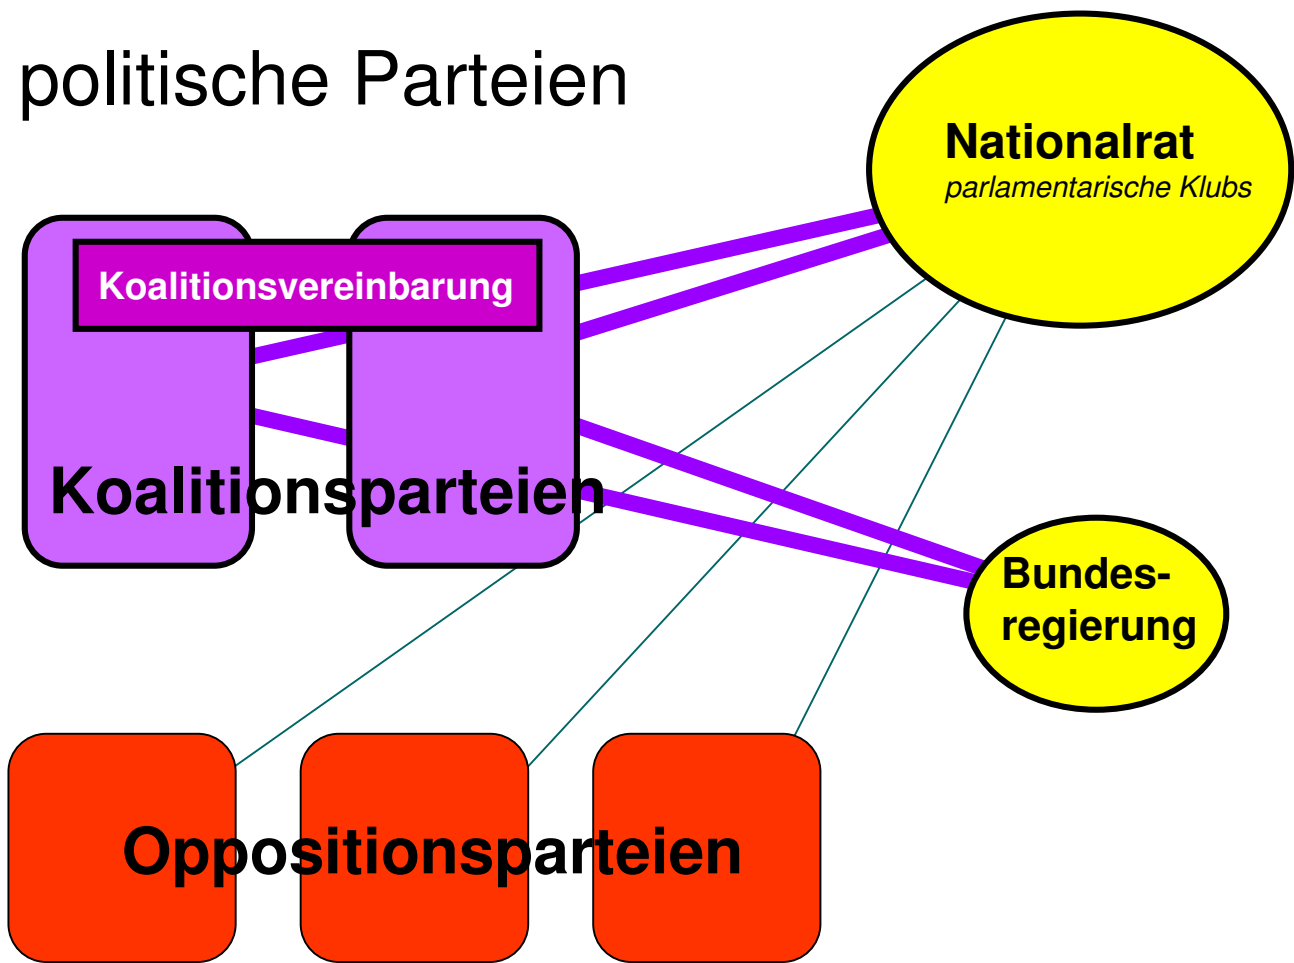 politische Parteien
Nationalrat
parlamentarische Klubs
Koalitionsvereinbarung
Koalitionsparteien
Bundes-
regierung
Oppositionsparteien